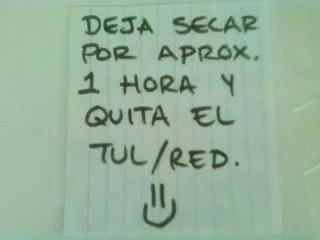 DEJA SECAR
POR APROX.
1 HORA Y
QUITA EL
TUL/RED.